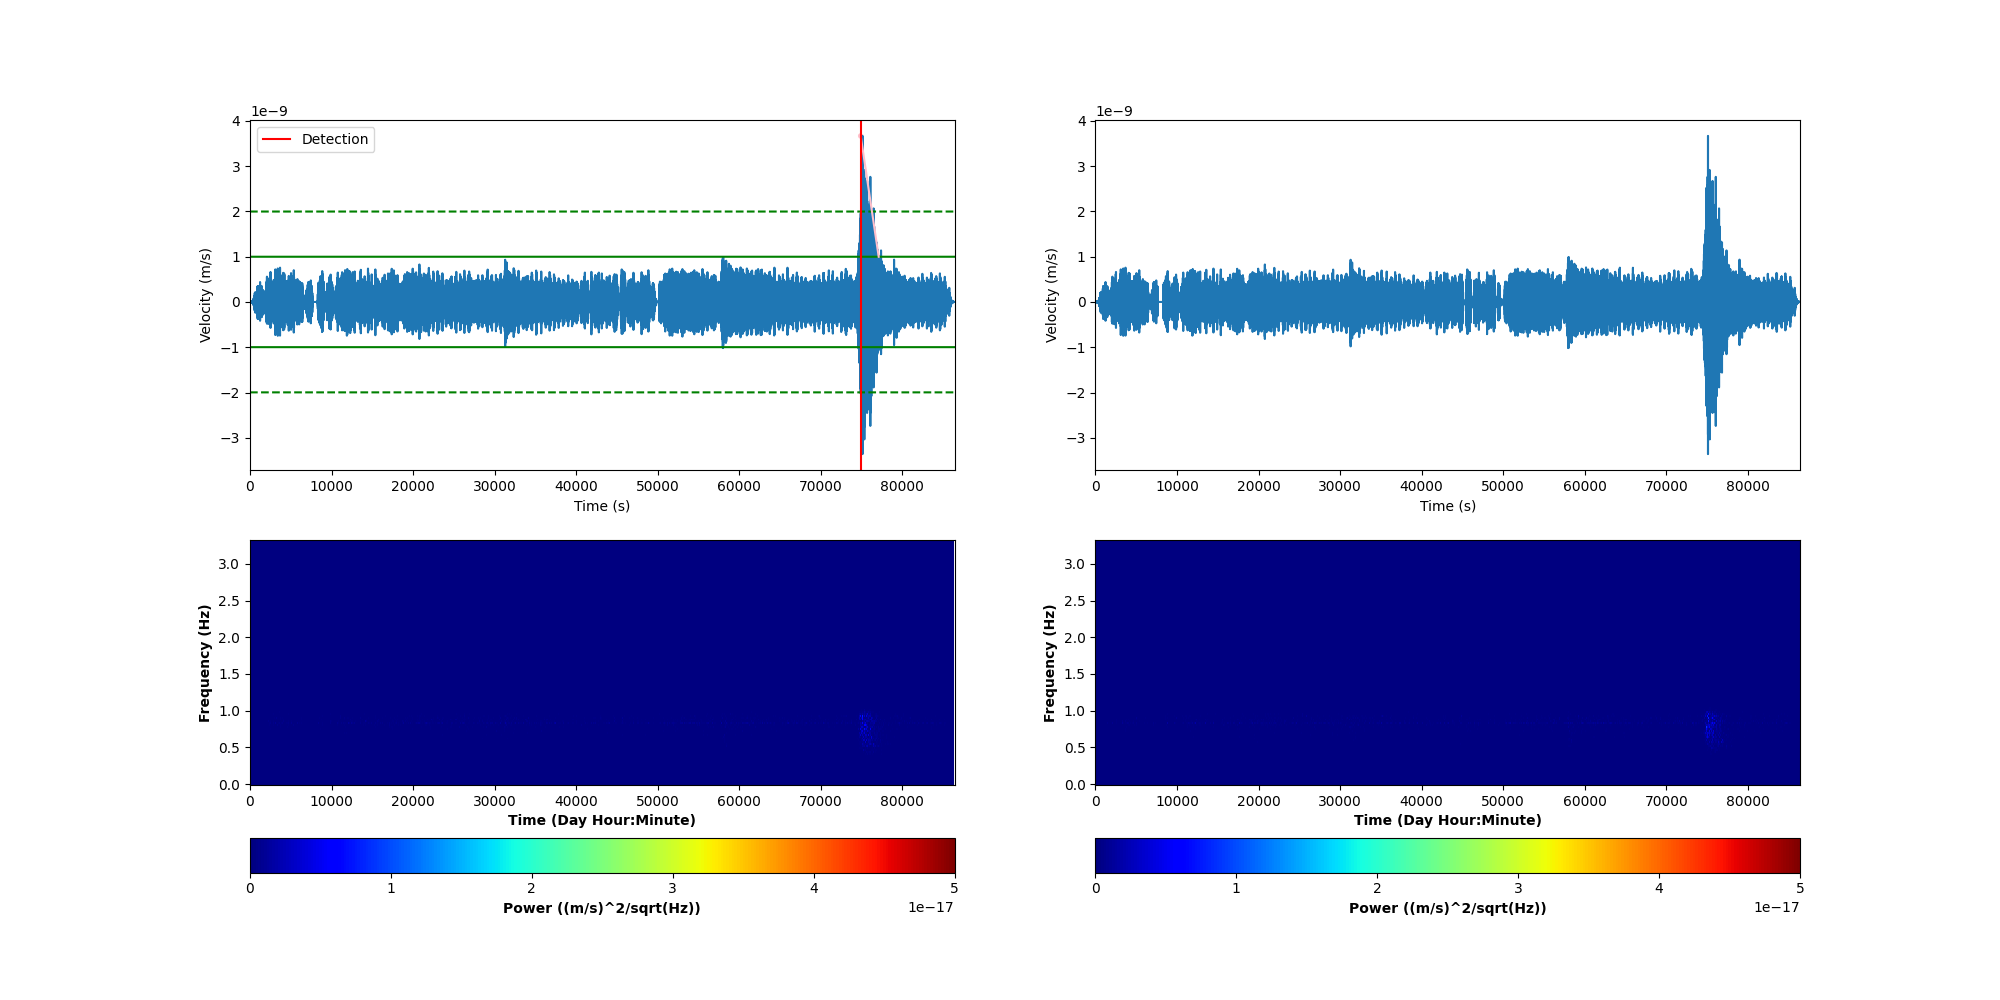 1e−9
4
Detection
3
2
1
0
−1
−2
−3
Velocity (m/s)
0 10000 20000 30000 40000 50000 60000 70000 80000
Time (s)
1e−9
4
3
2
1
0
−1
−2
−3
Velocity (m/s)
0 10000 20000 30000 40000 50000 60000 70000 80000
Time (s)
3.0
2.5
2.0
1.5
1.0
0.5
0.0
Frequency (Hz)
0 10000 20000 30000 40000 50000 60000 70000 80000
Time (Day Hour:Minute)
0 1 2 3 4 5
Power ((m/s)^2/sqrt(Hz))
1e−17
3.0
2.5
2.0
1.5
1.0
0.5
0.0
Frequency (Hz)
0 10000 20000 30000 40000 50000 60000 70000 80000
Time (Day Hour:Minute)
0 1 2 3 4 5
Power ((m/s)^2/sqrt(Hz))
1e−17